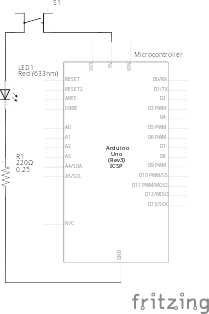 S1
Microcontroller
3V3
5V
VIN
LED1
Red (633nm)
RESET
RESET2
AREF
IOREF
A0
A1
A2
A3
A4/SDA
A5/SCL
N/C
D0/RX
D1/TX
D2
D3 PWM
D4
D5 PWM
D6 PWM
D7
D8
D9 PWM
D10 PWM/SS
D11 PWM/MOSI
D12/MISO
D13/SCK
Arduino
Uno
(Rev3)
ICSP
R1
220Ω
0,25
GND
fritzing